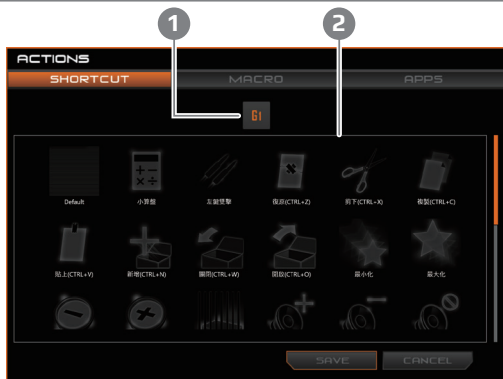 1
2
ACTIONS
SHORTCUT MACRO APPS
G1
Default 小算盤 左鍵雙擊 復原(CTRL+Z) 剪下(CTRL+X) 複製(CTRL+C)
貼上(CTRL+V) 新增(CTRL+N) 關閉(CTRL+W) 開啟(CTRL+O) 最小化 最大化
SAVE CANCEL